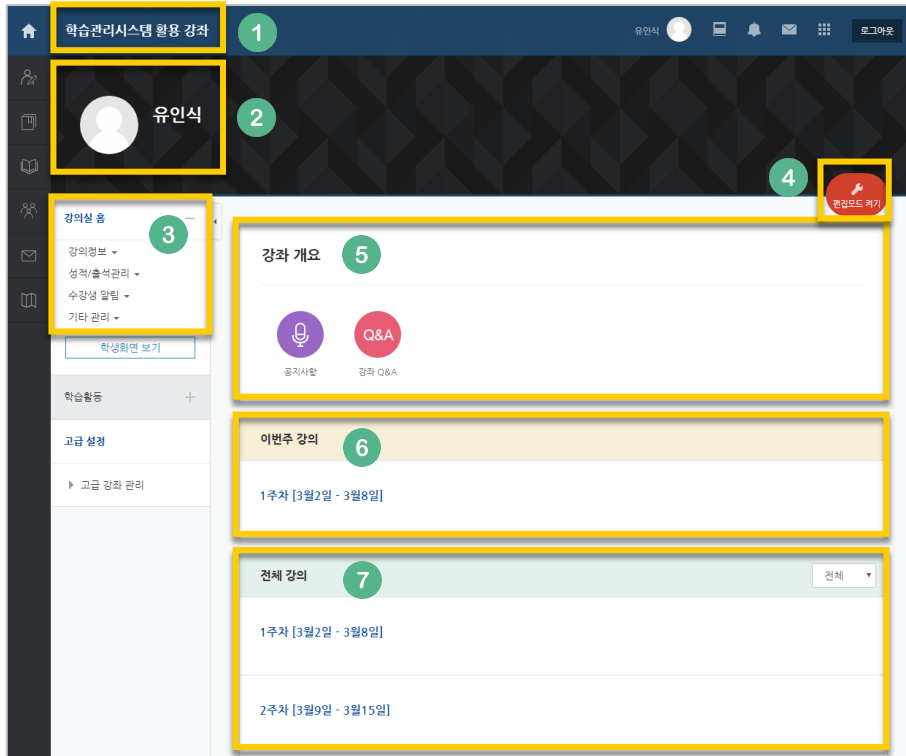 학습관리시스템 활용 강좌
1
유인식
로그아웃
유인식
2
4
편집모드 켜기
강의실 홈
3
강의정보
성적/출석관리
수강생 알림
기타 관리
학생화면 보기
학습활동
고급 설정
고급 강좌 관리
강좌 개요
5
Q&A
공지사항
강좌 Q&A
이번주 강의
6
1주차 [3월2일 - 3월8일]
전체 강의
7
전체
1주차 [3월2일 - 3월8일]
2주차 [3월9일 - 3월15일]